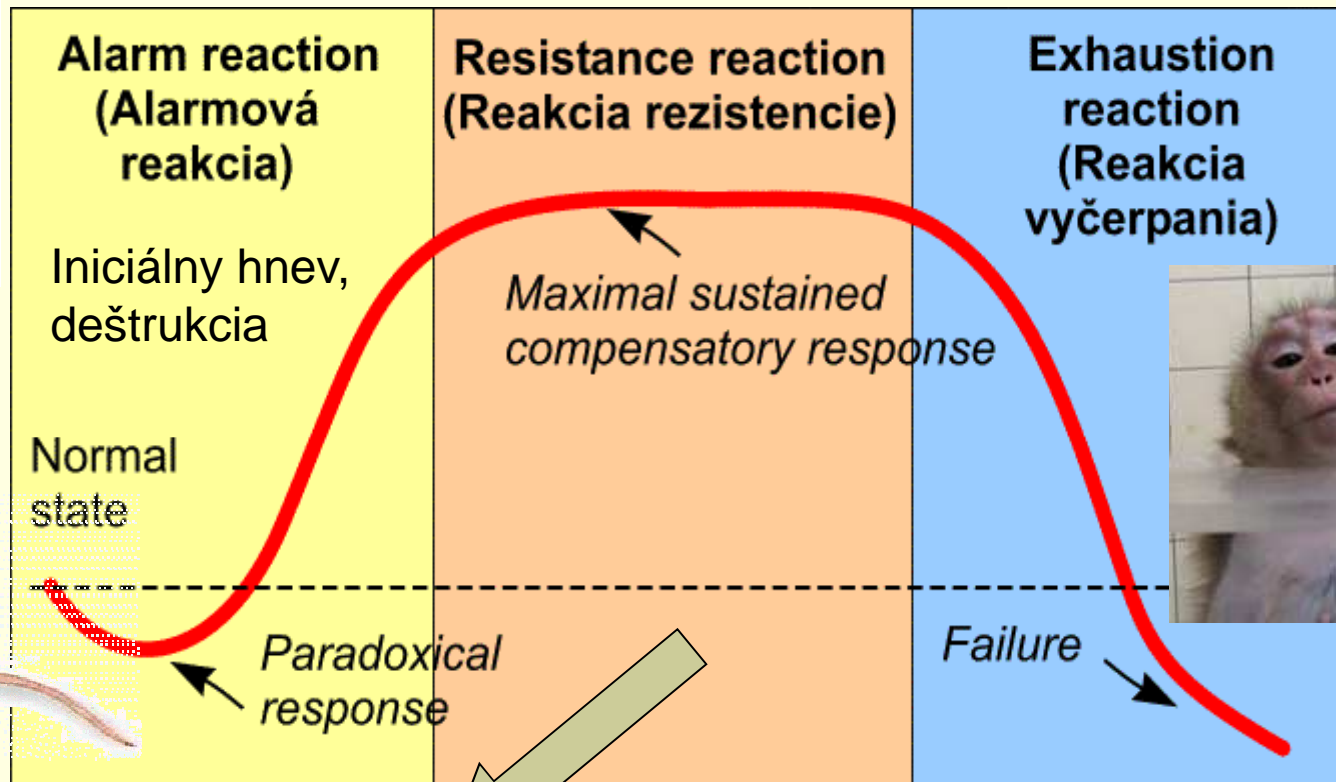 Alarm reaction
(Alarmová
reakcia)
Iniciálny hnev,
deštrukcia
Normal
state
Paradoxical
response
Resistance reaction
(Reakcia rezistencie)
Maximal sustained
compensatory response
Exhaustion
reaction
(Reakcia
vyčerpania)
Failure